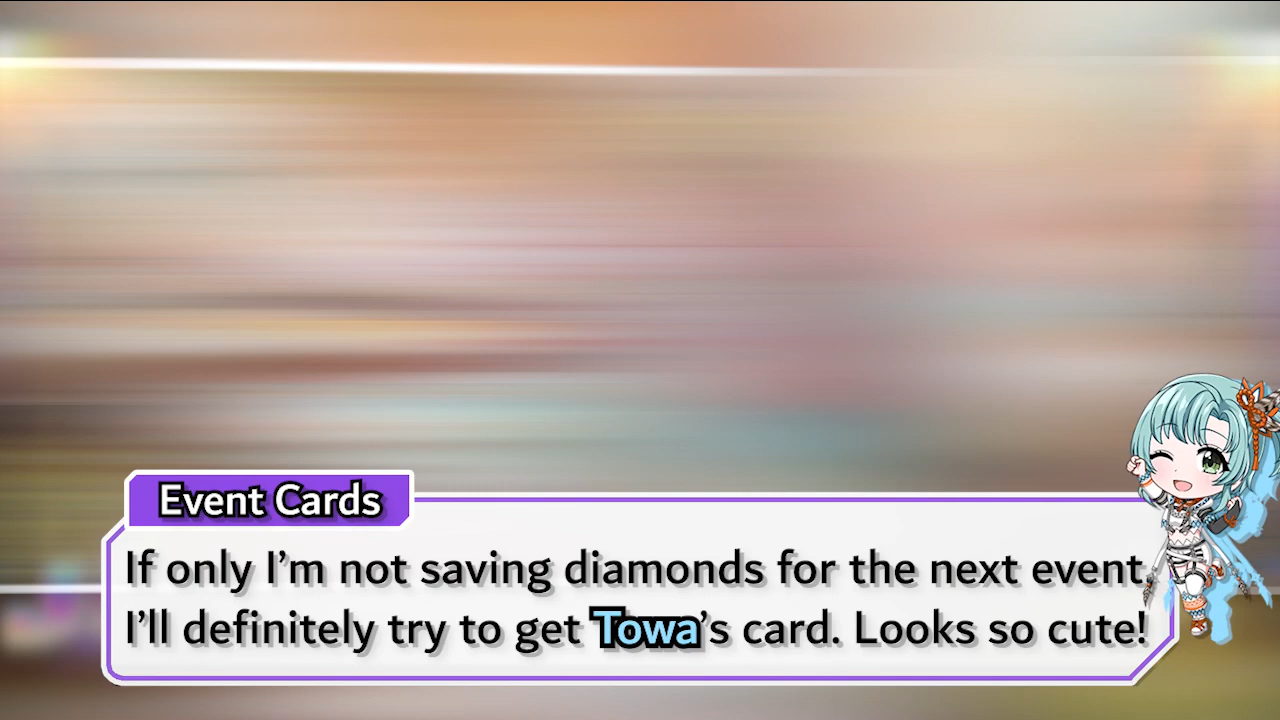 Event Cards
If only I’m not saving diamonds for the next event.
I’ll definitely try to get Towa’s card. Looks so cute!